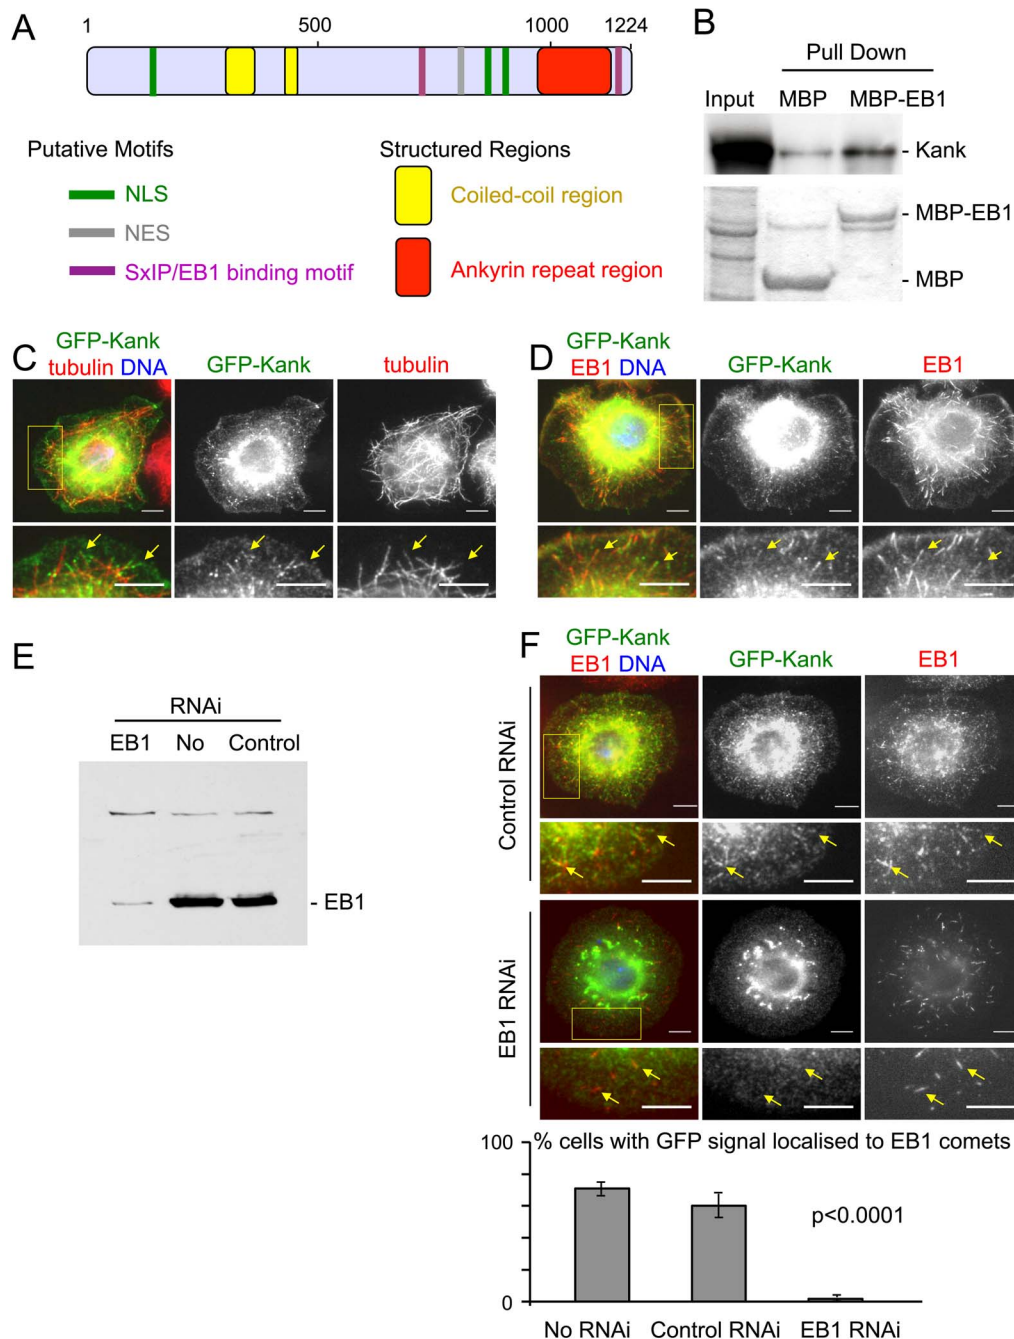 A
1 500 1000 1224
Putative Motifs
NLS
NES
SxIP/EB1 binding motif
Structured Regions
Coiled-coil region
Ankyrin repeat region
B
Pull Down
Input MBP MBP-EB1
- Kank
- MBP-EB1
- MBP
C
GFP-Kank
tubulin DNA
GFP-Kank
tubulin
D
GFP-Kank
EB1 DNA
GFP-Kank
EB1
E
RNAi
EB1 No Control
- EB1
F
GFP-Kank
EB1 DNA
GFP-Kank
EB1
Control RNAi
EB1 RNAi
% cells with GFP signal localised to EB1 comets
100
0
p<0.0001
No RNAi Control RNAi EB1 RNAi